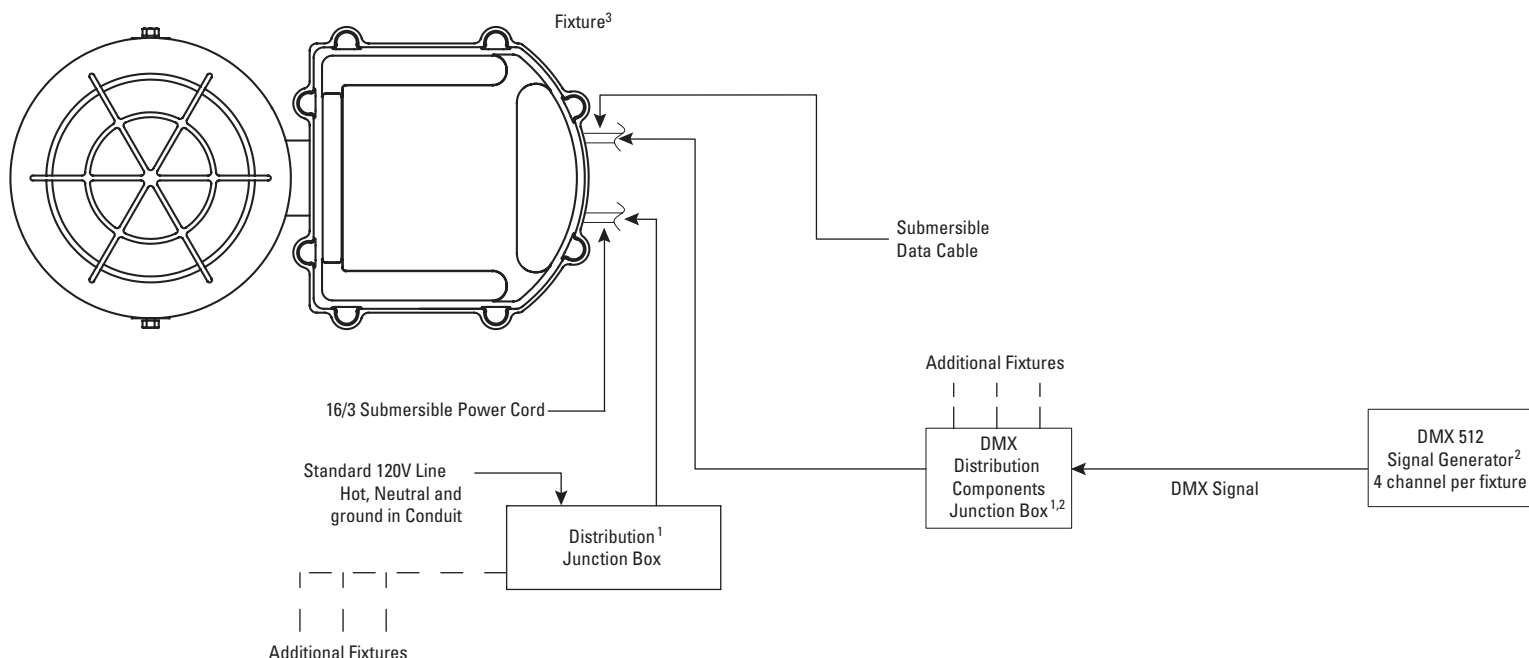 Fixture³
Submersible
Data Cable
Additional Fixtures
16/3 Submersible Power Cord
DMX
Distribution
Components
Junction Box¹,²
DMX 512
Signal Generator²
4 channel per fixture
DMX Signal
Standard 120V Line
Hot, Neutral and
ground in Conduit
Distribution¹
Junction Box
Additional Fixtures